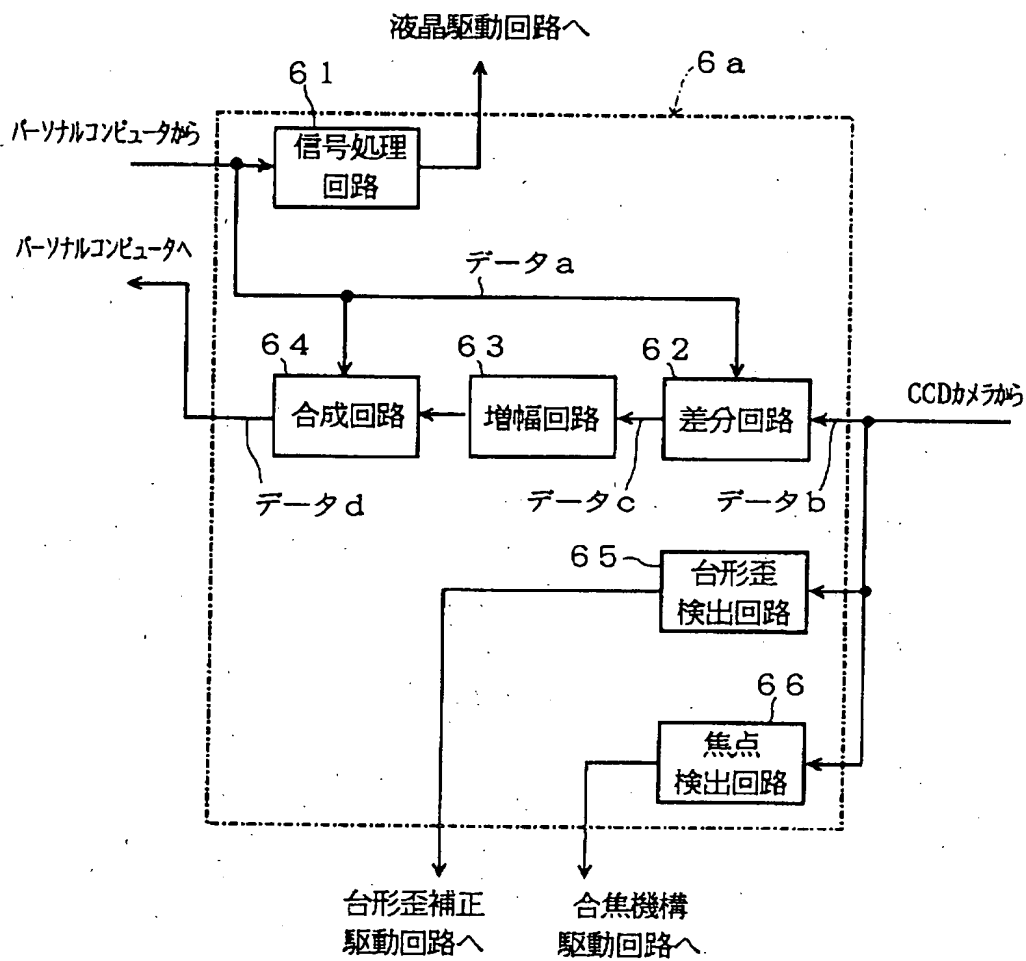 液晶駆動回路へ
6a
61
パーソナルコンピュータから
信号処理
回路
パーソナルコンピュータへ
データa
64
63
62
CCDカメラから
合成回路
増幅回路
差分回路
データd
データc
データb
65
台形歪
検出回路
66
焦点
検出回路
台形歪補正
駆動回路へ
合焦機構
駆動回路へ